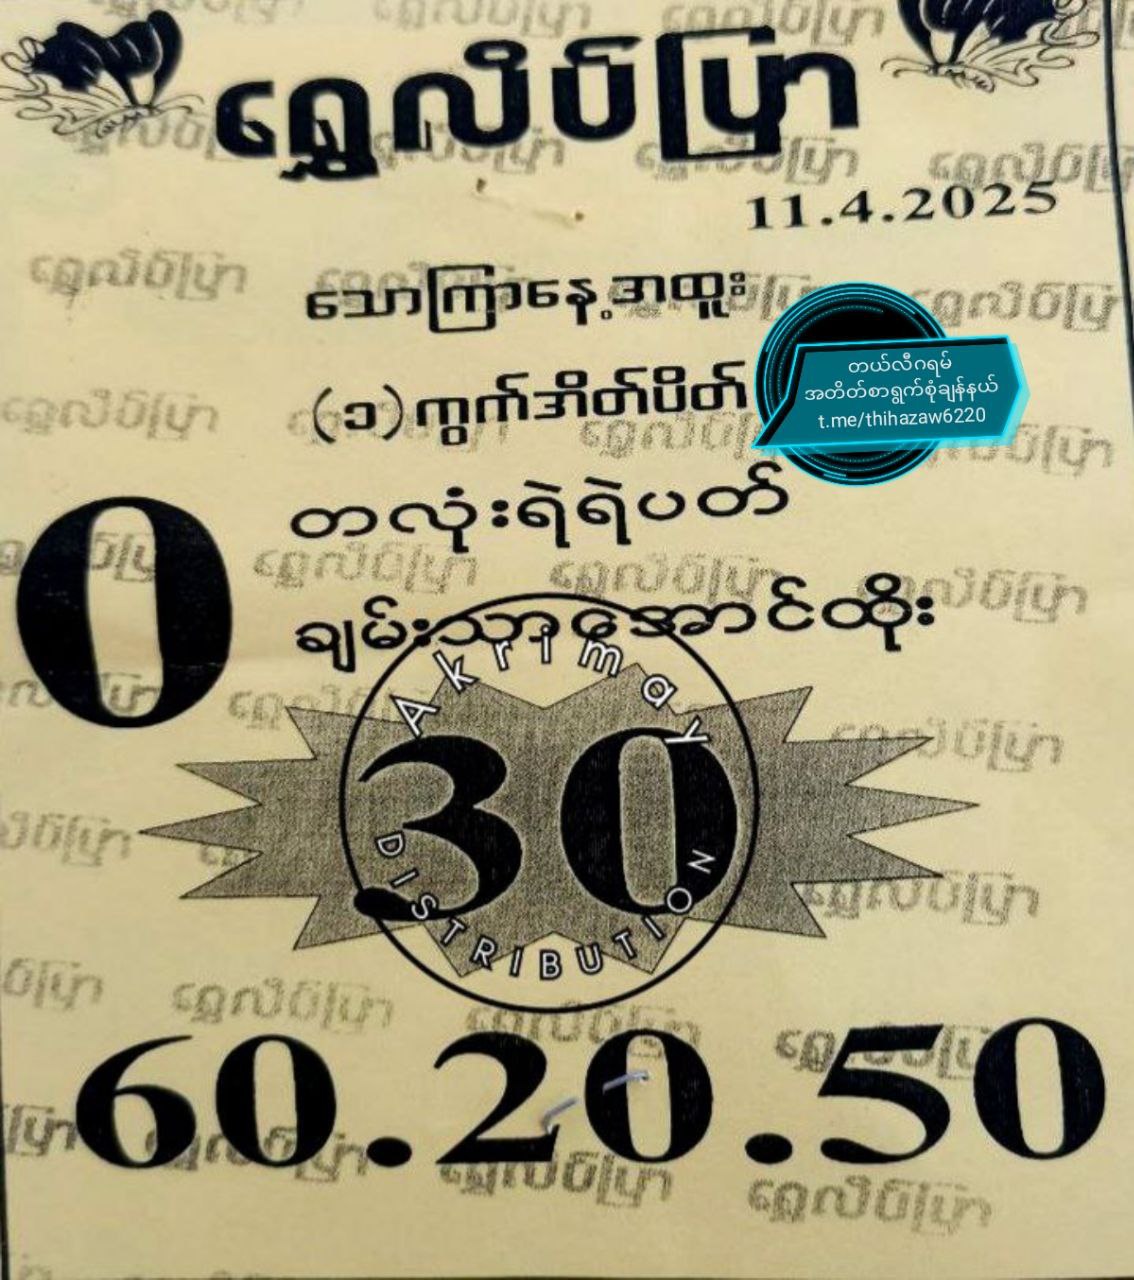 ရွှေလိပ်ပြာ
11.4.2025
သောကြာနေ့အထူး
(၁)ကွက်အိတ်ပိတ်
တယ်လီဂရမ်
အတိတ်စာရွက်စုံချန်နယ်
t.me/thihazaw6220
တလုံးရဲရဲပတ်
0
ချမ်းသာအောင်ထိုး
Akrimay
30
DISTRIBUTION
60.20.50